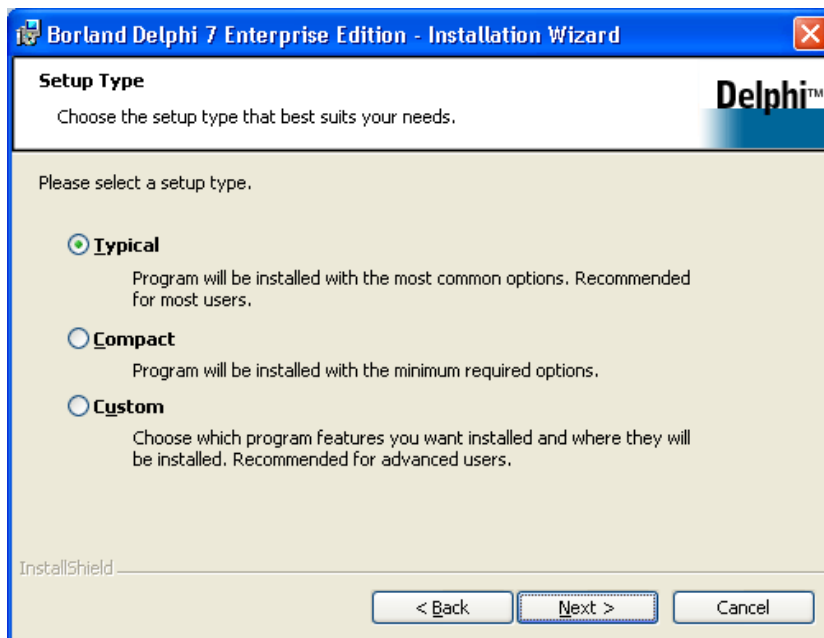 Borland Delphi 7 Enterprise Edition - Installation Wizard
Setup Type
Choose the setup type that best suits your needs.
Delphi™
Please select a setup type.
Typical
Program will be installed with the most common options. Recommended
for most users.
Compact
Program will be installed with the minimum required options.
Custom
Choose which program features you want installed and where they will
be installed. Recommended for advanced users.
InstallShield
< Back
Next >
Cancel